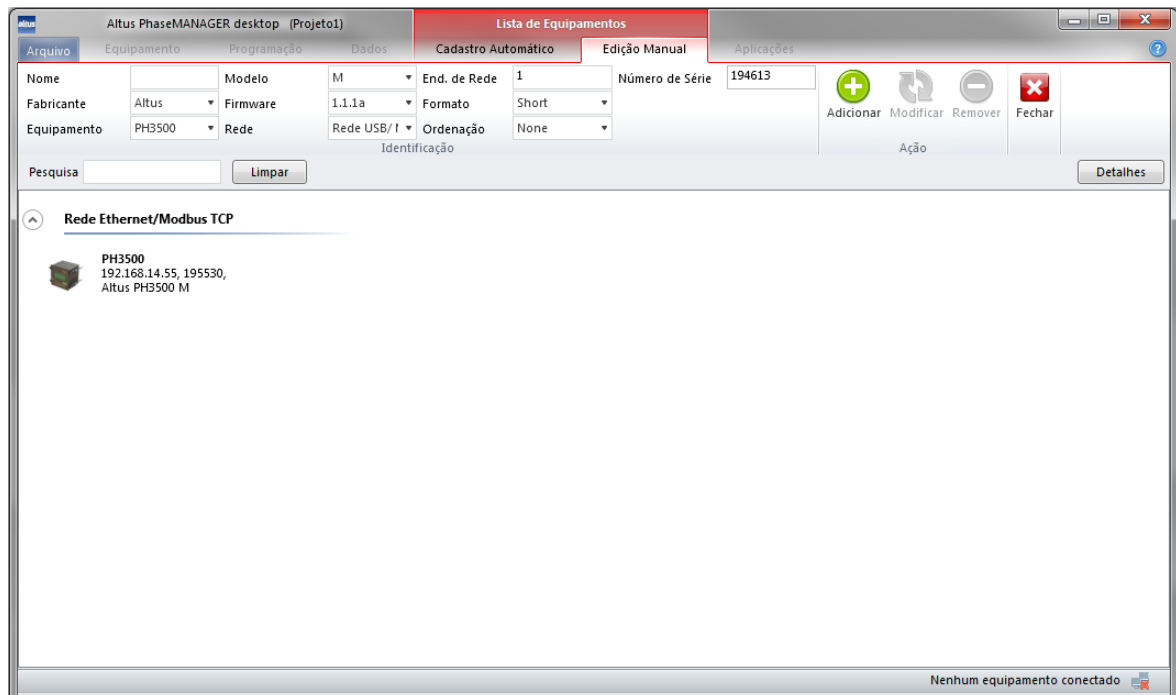 altus Altus PhaseMANAGER desktop (Projeto1) Lista de Equipamentos
Arquivo Equipamento Programação Dados Cadastro Automático Edição Manual Aplicações ?
Nome Modelo M End. de Rede 1 Número de Série 194613
Fabricante Altus Firmware 1.1.1a Formato Short
Equipamento PH3500 Rede Rede USB/ Ordenação None
Adicionar Modificar Remover Fechar
Identificação Ação
Pesquisa Limpar Detalhes
Rede Ethernet/Modbus TCP
PH3500
192.168.14.55, 195530,
Altus PH3500 M
Nenhum equipamento conectado